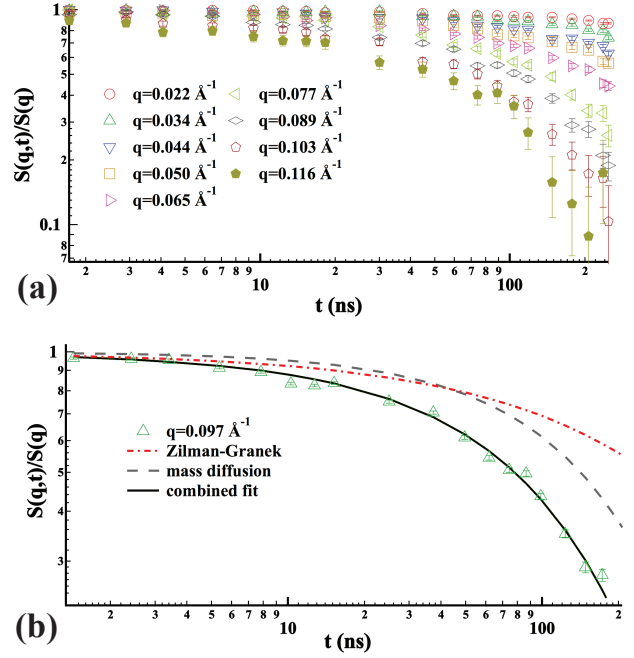 1
9
8
7
6
5
4
3
2
0.1
9
8
7
S(q,t)/S(q)
q=0.022 Å⁻¹
q=0.034 Å⁻¹
q=0.044 Å⁻¹
q=0.050 Å⁻¹
q=0.065 Å⁻¹
q=0.077 Å⁻¹
q=0.089 Å⁻¹
q=0.103 Å⁻¹
q=0.116 Å⁻¹
2 3 4 5 6 7 8 9 10 2 3 4 5 6 7 8 9 100 2
(a)
t (ns)
1
9
8
7
6
5
4
3
S(q,t)/S(q)
q=0.097 Å⁻¹
Zilman-Granek
mass diffusion
combined fit
2 3 4 5 6 7 8 9 10 2 3 4 5 6 7 8 9 100 2
(b)
t (ns)